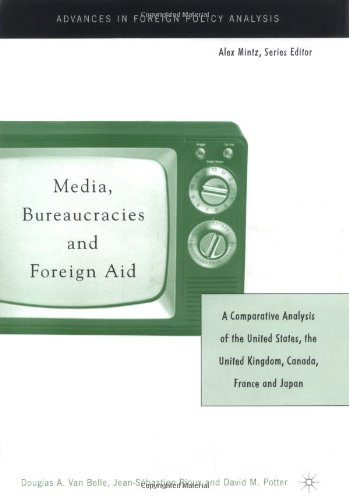 ADVANCES IN FOREIGN POLICY ANALYSIS
Alex Mintz, Series Editor
Media,
Bureaucracies
and
Foreign Aid
A Comparative Analysis
of the United States, the
United Kingdom, Canada,
France and Japan
Douglas A. Van Belle, Jean-Sébastien Rioux and David M. Potter